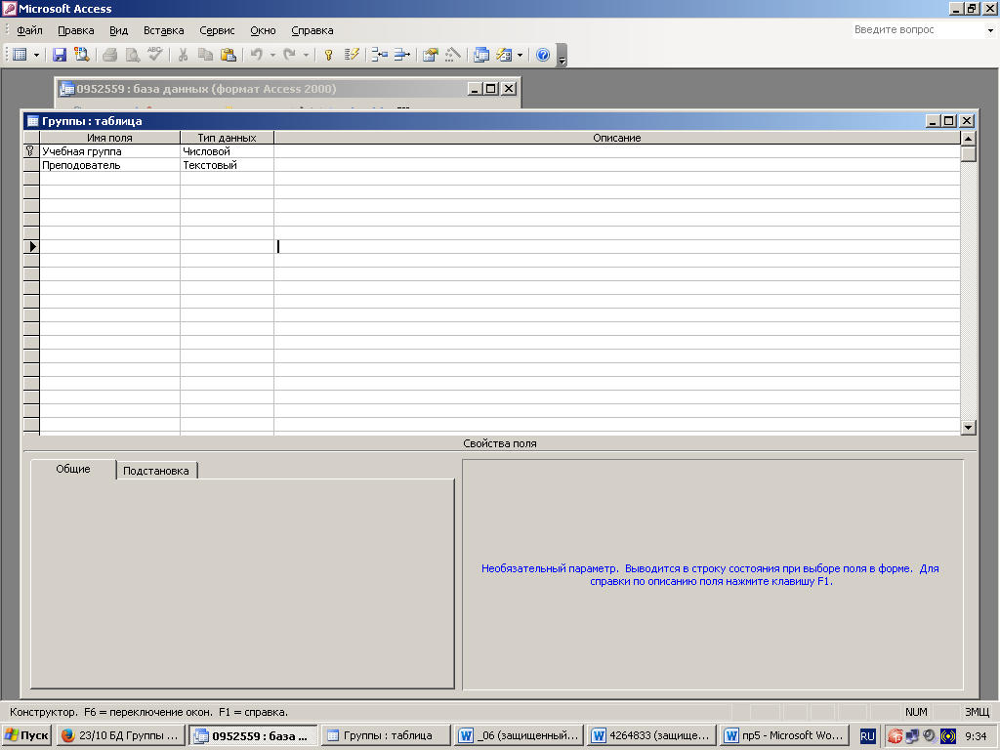 Microsoft Access
Файл Правка Вид Вставка Сервис Окно Справка Введите вопрос
0952559 : база данных (формат Access 2000)
Группы : таблица
Имя поля Тип данных Описание
Учебная группа Числовой
Преподователь Текстовый
Свойства поля
Общие Подстановка
Необязательный параметр. Выводится в строку состояния при выборе поля в форме. Для
справки по описанию поля нажмите клавишу F1.
Конструктор. F6 = переключение окон. F1 = справка. NUM ЗМЩ
Пуск 23/10 БД Группы ... 0952559 : база ... Группы : таблица _06 (защищенный... 4264833 (защище... пр5 - Microsoft Wo... RU 9:34